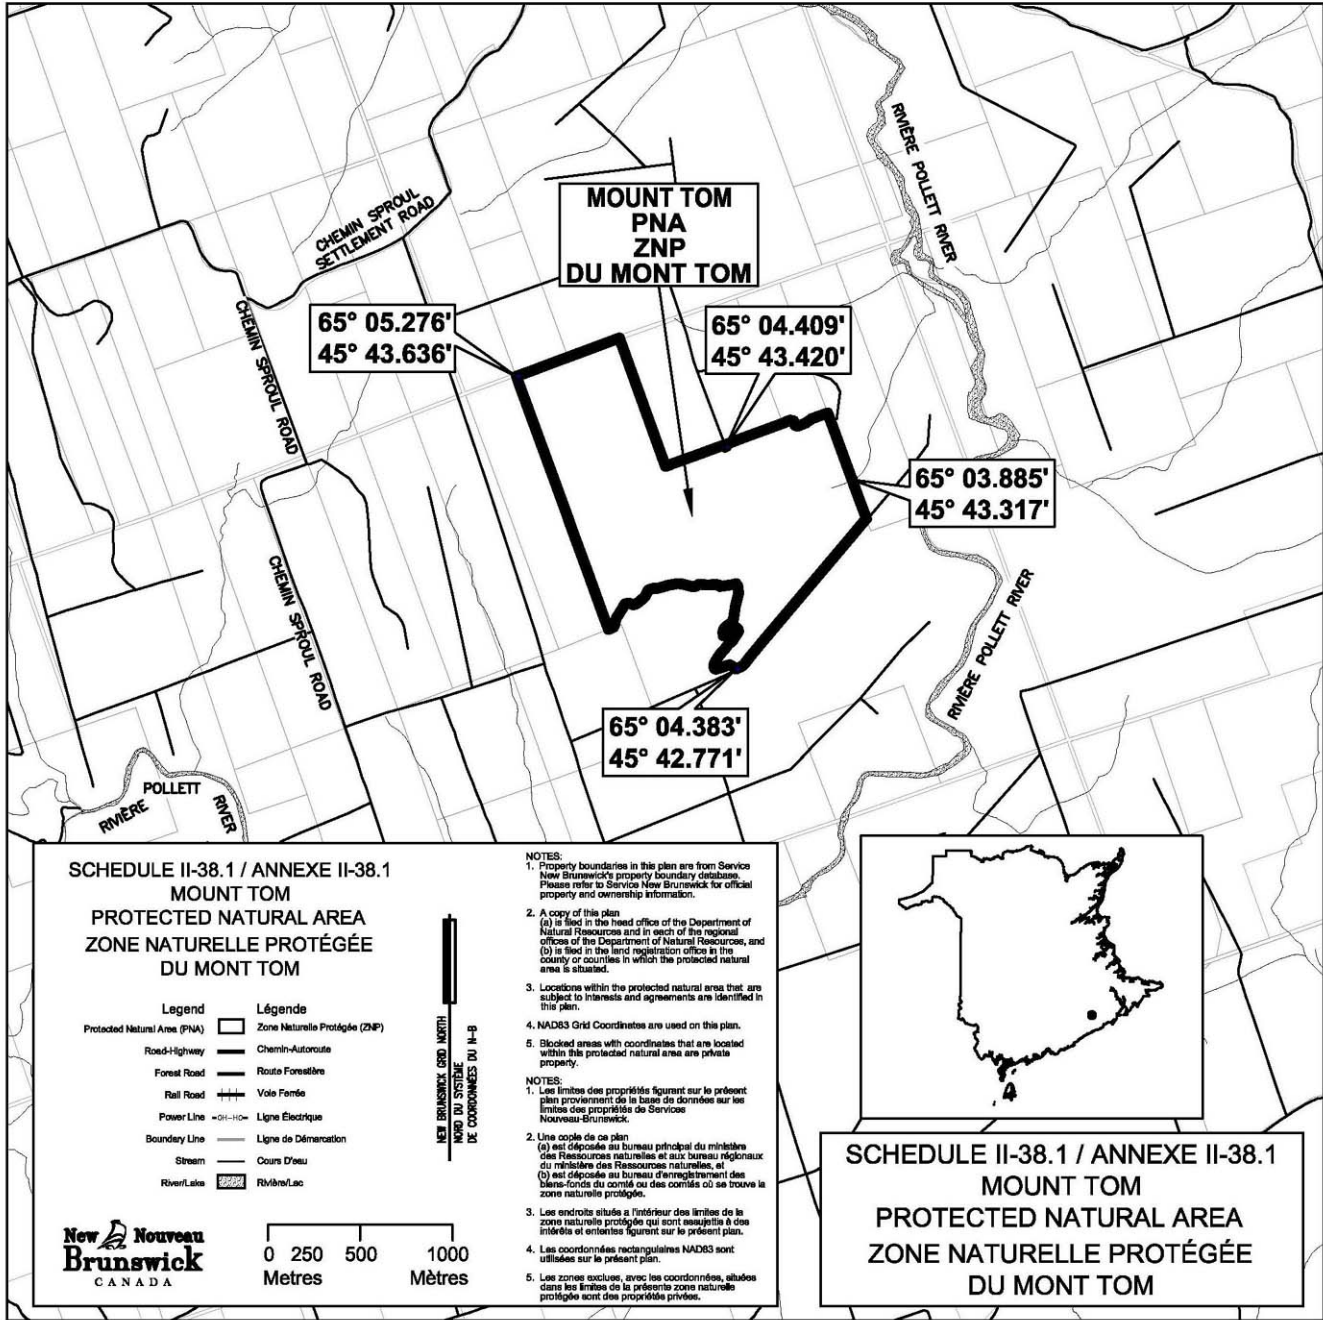 CHEMIN SPROUL
SETTLEMENT ROAD
RIVIÈRE POLLETT RIVER
MOUNT TOM
PNA
ZNP
DU MONT TOM
65° 05.276'
45° 43.636'
65° 04.409'
45° 43.420'
CHEMIN SPROUL ROAD
65° 03.885'
45° 43.317'
CHEMIN SPROUL ROAD
RIVIÈRE POLLETT RIVER
65° 04.383'
45° 42.771'
RIVIÈRE POLLETT RIVER
SCHEDULE II-38.1 / ANNEXE II-38.1
MOUNT TOM
PROTECTED NATURAL AREA
ZONE NATURELLE PROTÉGÉE
DU MONT TOM
Legend Légende
Protected Natural Area (PNA) Zone Naturelle Protégée (ZNP)
Road-Highway Chemin-Autoroute
Forest Road Route Forestière
Rail Road Voie Ferrée
Power Line -OH-HO- Ligne Électrique
Boundary Line Ligne de Démarcation
Stream Cours D'eau
River/Lake Rivière/Lac
NEW BRUNSWICK GRID NORTH
NORD DU SYSTÈME
DE COORDONNÉES DU N-B
New Nouveau
Brunswick
CANADA
0 250 500 1000
Metres Mètres
NOTES:
1. Property boundaries in this plan are from Service
New Brunswick's property boundary database.
Please refer to Service New Brunswick for official
property and ownership information.
2. A copy of this plan
(a) is filed in the head office of the Department of
Natural Resources and in each of the regional
offices of the Department of Natural Resources, and
(b) is filed in the land registration office in the
county or counties in which the protected natural
area is situated.
3. Locations within the protected natural area that are
subject to interests and agreements are identified in
this plan.
4. NAD83 Grid Coordinates are used on this plan.
5. Blocked areas with coordinates that are located
within this protected natural area are private
property.
NOTES:
1. Les limites des propriétés figurant sur le présent
plan proviennent de la base de données sur les
limites des propriétés de Services
Nouveau-Brunswick.
2. Une copie de ce plan
(a) est déposée au bureau principal du ministère
des Ressources naturelles et aux bureau régionaux
du ministère des Ressources naturelles, et
(b) est déposée au bureau d'enregistrement des
biens-fonds du comté ou des comtés où se trouve la
zone naturelle protégée.
3. Les endroits situés a l'intérieur des limites de la
zone naturelle protégée qui sont assujettis à des
intérêts et ententes figurant sur le présent plan.
4. Les coordonnées rectangulaires NAD83 sont
utilisées sur le présent plan.
5. Les zones exclues, avec les coordonnées, situées
dans les limites de la présente zone naturelle
protégée sont des propriétés privées.
SCHEDULE II-38.1 / ANNEXE II-38.1
MOUNT TOM
PROTECTED NATURAL AREA
ZONE NATURELLE PROTÉGÉE
DU MONT TOM